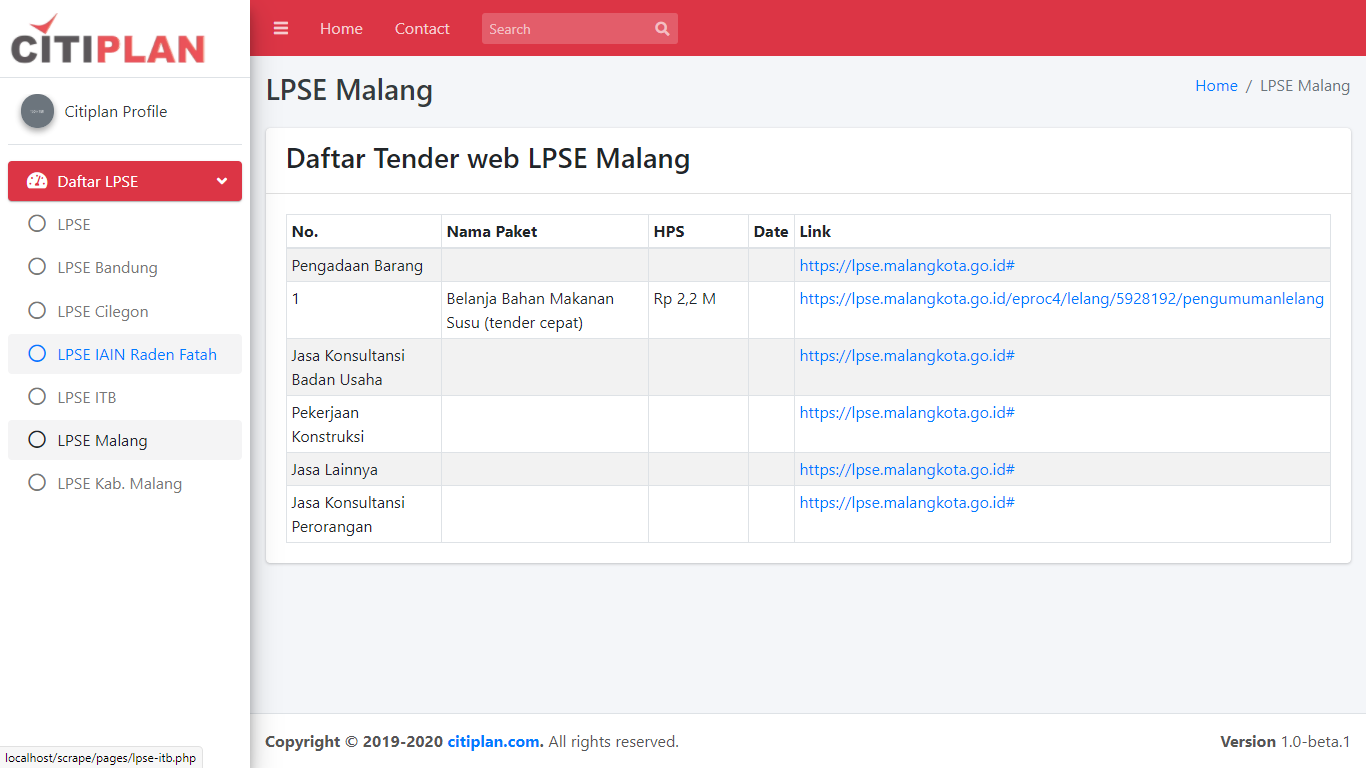 CITIPLAN
Home
Contact
Search
Citiplan Profile
Daftar LPSE
LPSE
LPSE Bandung
LPSE Cilegon
LPSE IAIN Raden Fatah
LPSE ITB
LPSE Malang
LPSE Kab. Malang
LPSE Malang
Home / LPSE Malang
Daftar Tender web LPSE Malang
No. Nama Paket HPS Date Link
Pengadaan Barang https://lpse.malangkota.go.id#
1 Belanja Bahan Makanan Rp 2,2 M https://lpse.malangkota.go.id/eproc4/lelang/5928192/pengumumanlelang
Susu (tender cepat)
Jasa Konsultansi https://lpse.malangkota.go.id#
Badan Usaha
Pekerjaan https://lpse.malangkota.go.id#
Konstruksi
Jasa Lainnya https://lpse.malangkota.go.id#
Jasa Konsultansi https://lpse.malangkota.go.id#
Perorangan
Copyright © 2019-2020 citiplan.com. All rights reserved.
Version 1.0-beta.1
localhost/scrape/pages/lpse-itb.php